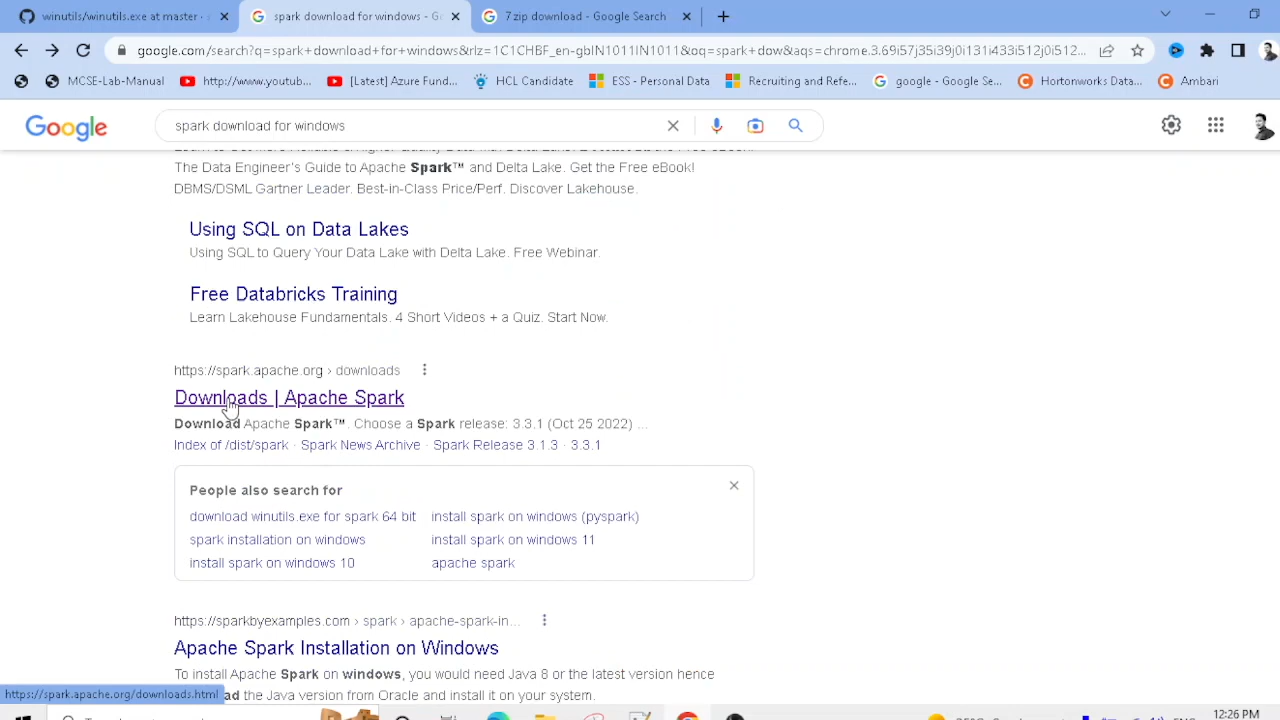 winutils/winutils.exe at master ·
spark download for windows - Go
7 zip download - Google Search
google.com/search?q=spark+download+for+windows&rlz=1C1CHBF_en-gbIN1011IN1011&oq=spark+dow&aqs=chrome.3.69i57j35i39j0i131i433i512j0i512...
MCSE-Lab-Manual
http://www.youtub...
[Latest] Azure Fund...
HCL Candidate
ESS - Personal Data
Recruiting and Refe...
google - Google Se...
Hortonworks Data...
Ambari
Google
spark download for windows
The Data Engineer's Guide to Apache Spark™ and Delta Lake. Get the Free eBook!
DBMS/DSML Gartner Leader. Best-in-Class Price/Perf. Discover Lakehouse.
Using SQL on Data Lakes
Using SQL to Query Your Data Lake with Delta Lake. Free Webinar.
Free Databricks Training
Learn Lakehouse Fundamentals. 4 Short Videos + a Quiz. Start Now.
https://spark.apache.org › downloads
Downloads | Apache Spark
Download Apache Spark™. Choose a Spark release: 3.3.1 (Oct 25 2022) ...
Index of /dist/spark · Spark News Archive · Spark Release 3.1.3 · 3.3.1
People also search for
download winutils.exe for spark 64 bit
install spark on windows (pyspark)
spark installation on windows
install spark on windows 11
install spark on windows 10
apache spark
https://sparkbyexamples.com › spark › apache-spark-in...
Apache Spark Installation on Windows
To install Apache Spark on windows, you would need Java 8 or the latest version hence
the Java version from Oracle and install it on your system.
https://spark.apache.org/downloads.html
12:26 PM